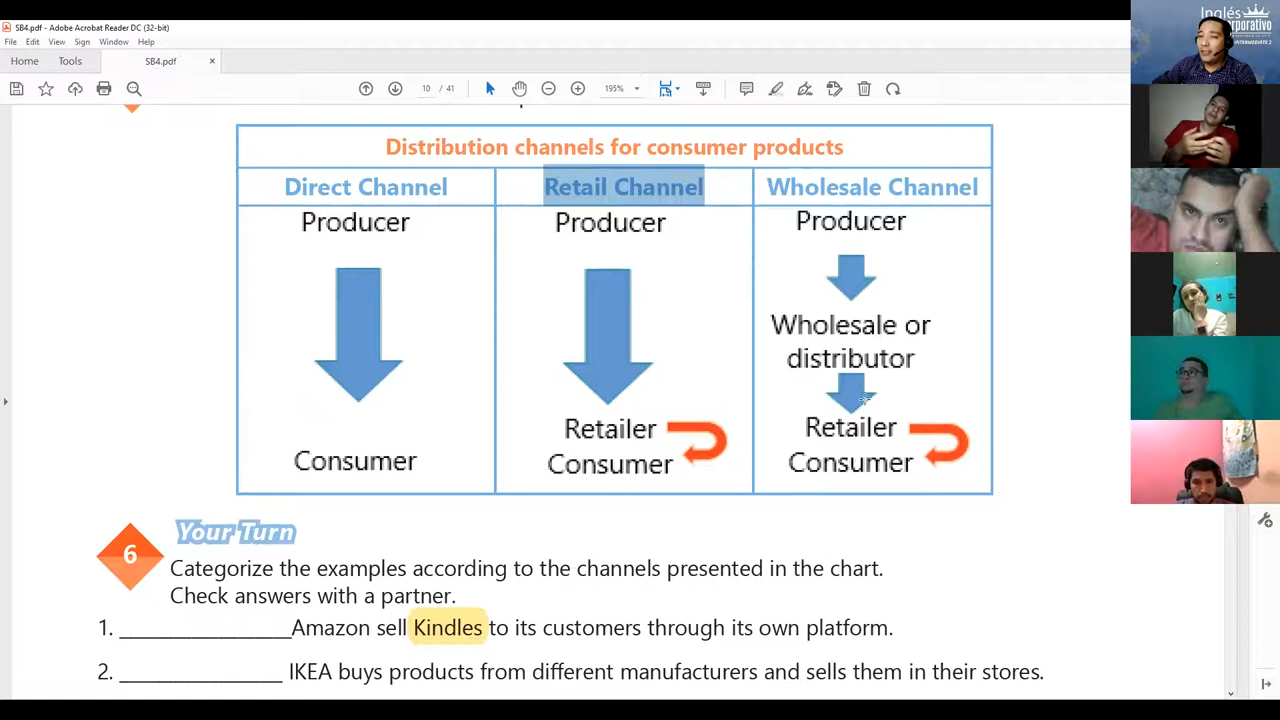 SB4.pdf - Adobe Acrobat Reader DC (32-bit)
File Edit View Sign Window Help
Home Tools SB4.pdf ×
10 / 41 195%
Distribution channels for consumer products
Direct Channel Retail Channel Wholesale Channel
Producer Producer Producer
Wholesale or
distributor
Retailer Retailer
Consumer Consumer Consumer
6 Your Turn
Categorize the examples according to the channels presented in the chart.
Check answers with a partner.
1. ___________________Amazon sell Kindles to its customers through its own platform.
2. __________________ IKEA buys products from different manufacturers and sells them in their stores.
Inglés
INTERMEDIATE 2